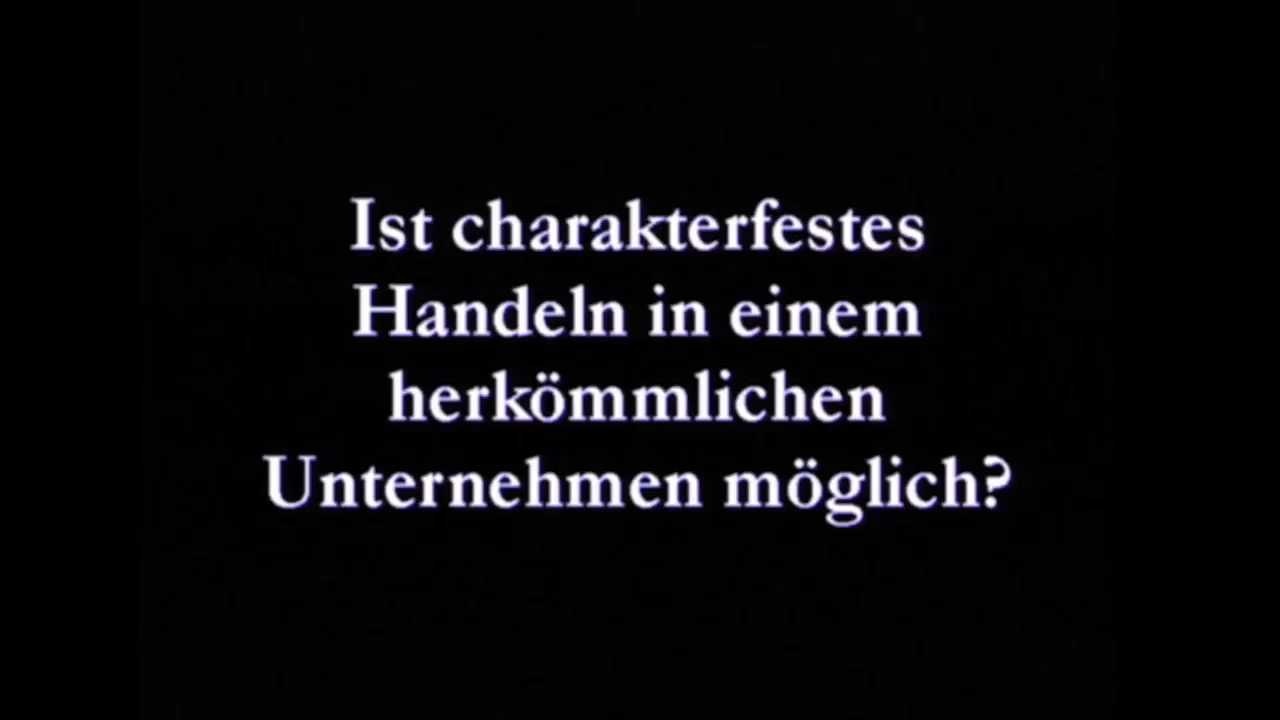 Ist charakterfestes
Handeln in einem
herkömmlichen
Unternehmen möglich?